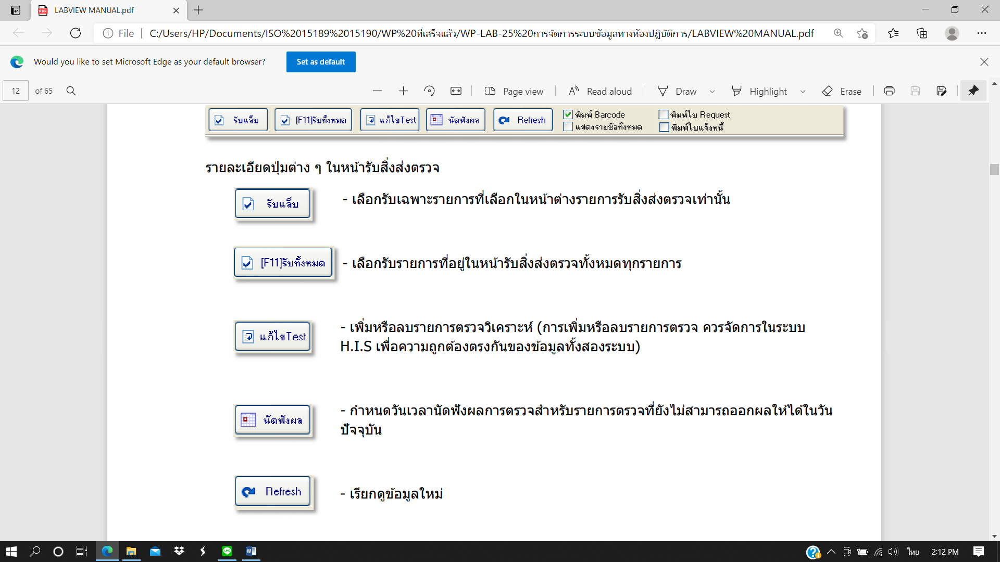 LABVIEW MANUAL.pdf
File
C:/Users/HP/Documents/ISO%2015189%2015190/WP%20ที่เสร็จแล้ว/WP-LAB-25%20การจัดการระบบข้อมูลทางห้องปฏิบัติการ/LABVIEW%20MANUAL.pdf
Would you like to set Microsoft Edge as your default browser?
Set as default
12 of 65
Page view
Read aloud
Draw
Highlight
Erase
รับแล็บ
[F11]รับทั้งหมด
แก้ไขTest
นัดฟังผล
Refresh
พิมพ์ Barcode
พิมพ์ใบ Request
แสดงรายชื่อทั้งหมด
พิมพ์ใบแจ้งหนี้
รายละเอียดปุ่มต่าง ๆ ในหน้ารับสิ่งส่งตรวจ
รับแล็บ
- เลือกรับเฉพาะรายการที่เลือกในหน้าต่างรายการรับสิ่งส่งตรวจเท่านั้น
[F11]รับทั้งหมด
- เลือกรับรายการที่อยู่ในหน้ารับสิ่งส่งตรวจทั้งหมดทุกรายการ
แก้ไขTest
- เพิ่มหรือลบรายการตรวจวิเคราะห์ (การเพิ่มหรือลบรายการตรวจ ควรจัดการในระบบ
H.I.S เพื่อความถูกต้องตรงกันของข้อมูลทั้งสองระบบ)
นัดฟังผล
- กำหนดวันเวลานัดฟังผลการตรวจสำหรับรายการตรวจที่ยังไม่สามารถออกผลให้ได้ในวัน
ปัจจุบัน
Refresh
- เรียกดูข้อมูลใหม่
ไทย
2:12 PM